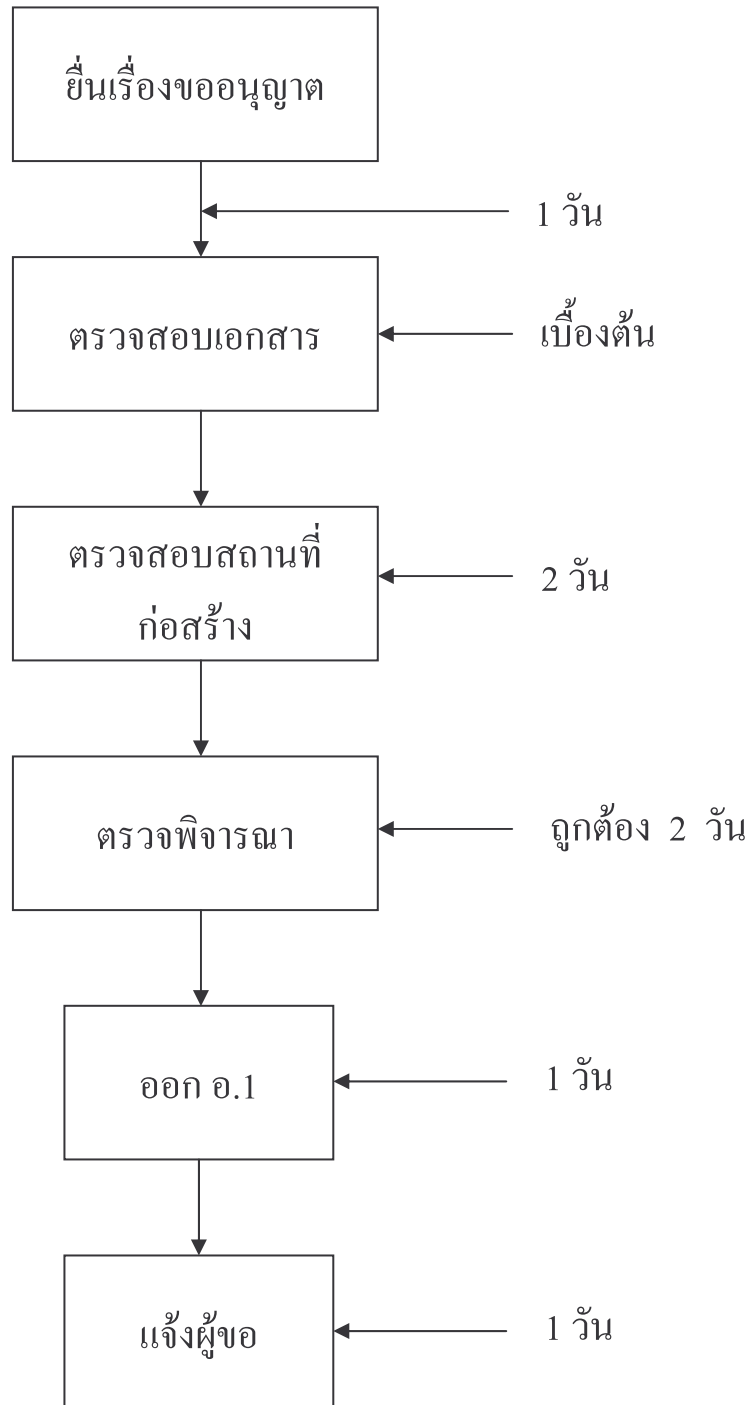 ยื่นเรื่องขออนุญาต
1 วัน
ตรวจสอบเอกสาร
เบื้องต้น
ตรวจสอบสถานที่
ก่อสร้าง
2 วัน
ตรวจพิจารณา
ถูกต้อง 2 วัน
ออก อ.1
1 วัน
แจ้งผู้ขอ
1 วัน